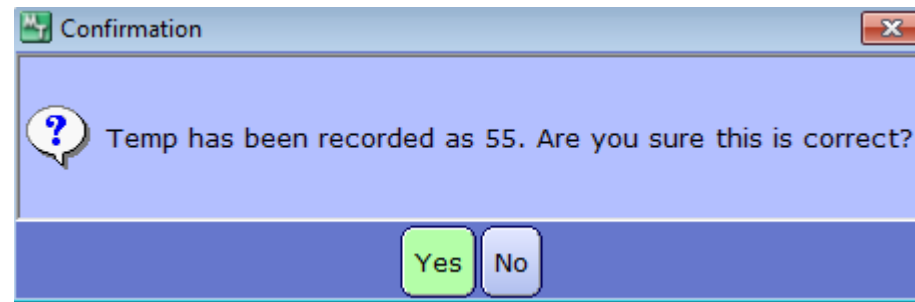 Confirmation
Temp has been recorded as 55. Are you sure this is correct?
Yes No